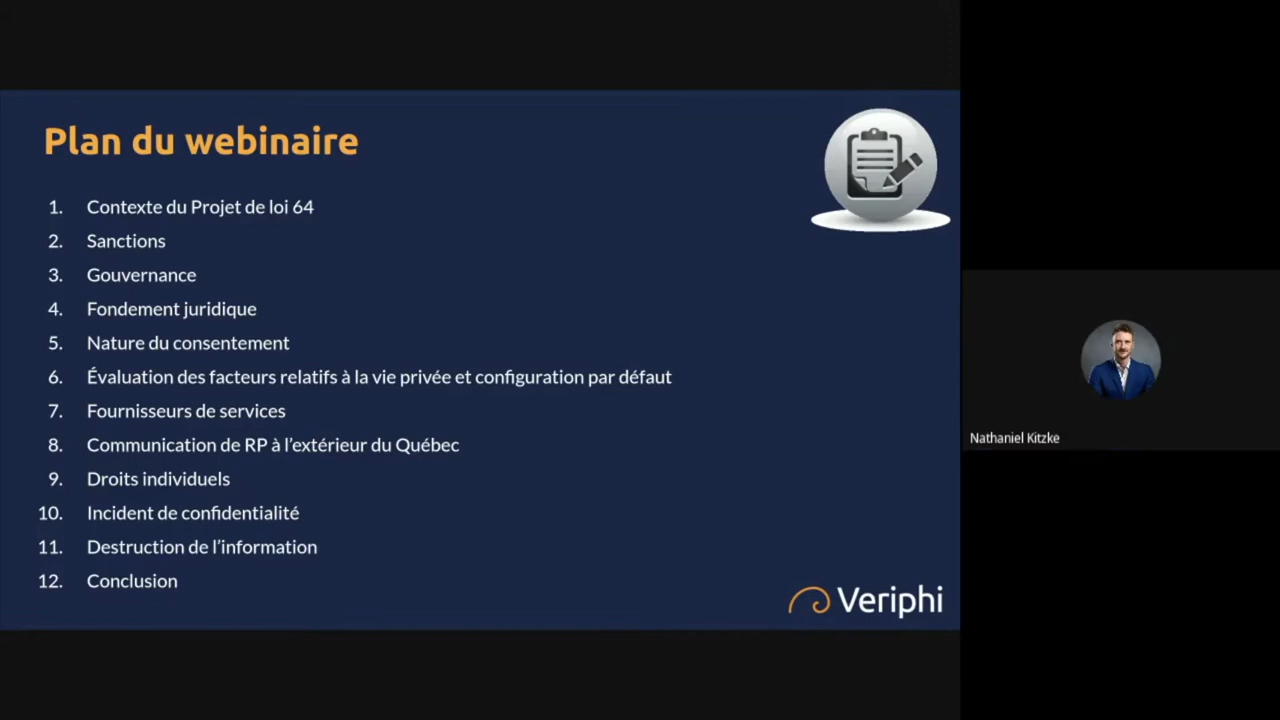 Plan du webinaire
1. Contexte du Projet de loi 64
2. Sanctions
3. Gouvernance
4. Fondement juridique
5. Nature du consentement
6. Évaluation des facteurs relatifs à la vie privée et configuration par défaut
7. Fournisseurs de services
8. Communication de RP à l’extérieur du Québec
9. Droits individuels
10. Incident de confidentialité
11. Destruction de l’information
12. Conclusion
Veriphi
Nathaniel Kitzke